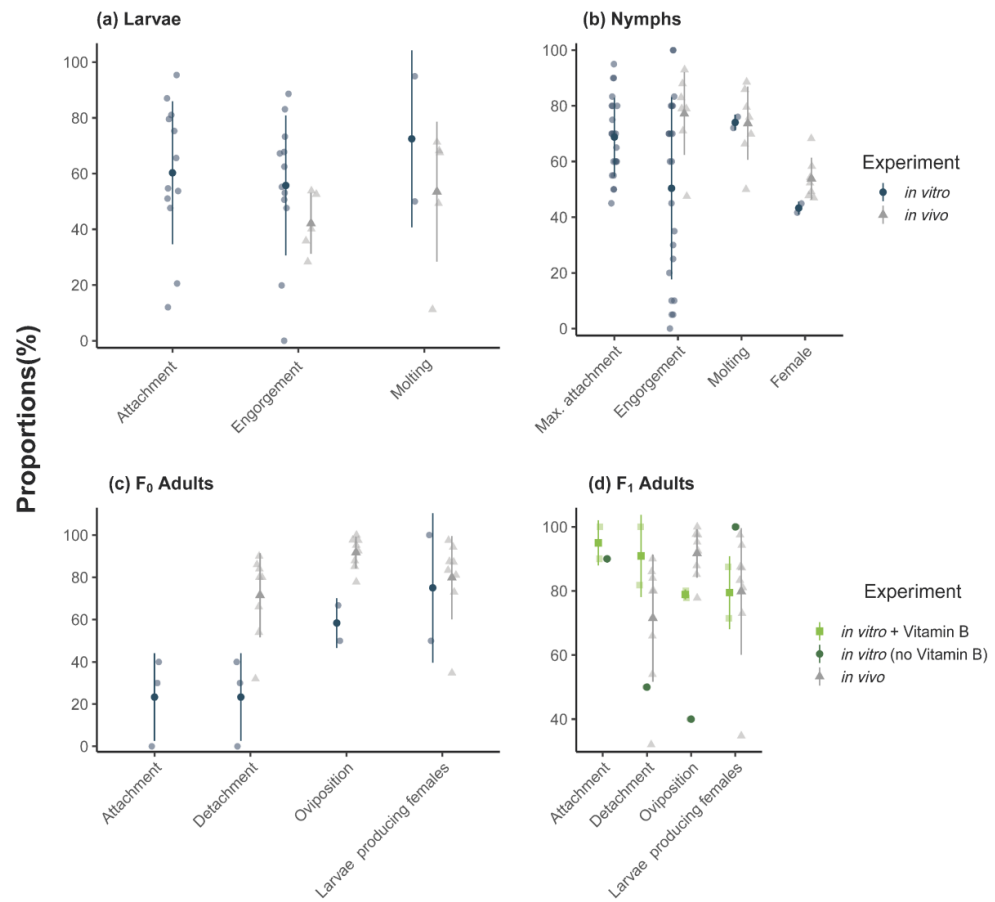 (a) Larvae
100
80
60
40
20
0
Attachment
Engorgement
Molting
(b) Nymphs
100
80
60
40
20
0
Max. attachment
Engorgement
Molting
Female
Experiment
in vitro
in vivo
Proportions(%)
(c) F₀ Adults
100
80
60
40
20
0
Attachment
Detachment
Oviposition
Larvae producing females
(d) F₁ Adults
100
80
60
40
Attachment
Detachment
Oviposition
Larvae producing females
Experiment
in vitro + Vitamin B
in vitro (no Vitamin B)
in vivo